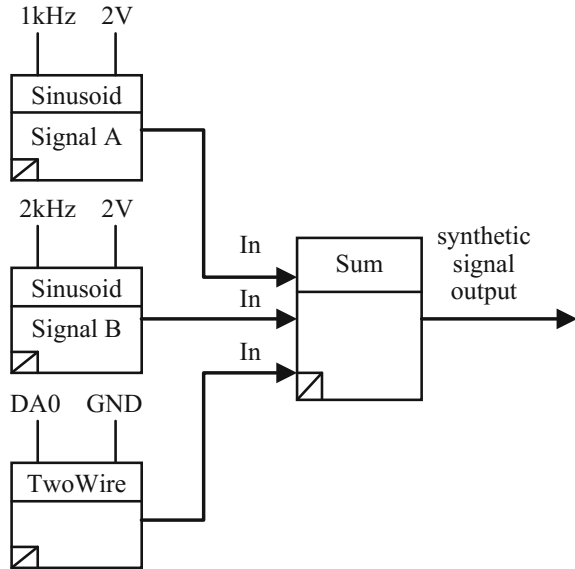 1kHz 2V
Sinusoid
Signal A
2kHz 2V
Sinusoid
Signal B
DA0 GND
TwoWire
In
In
In
Sum
synthetic
signal
output